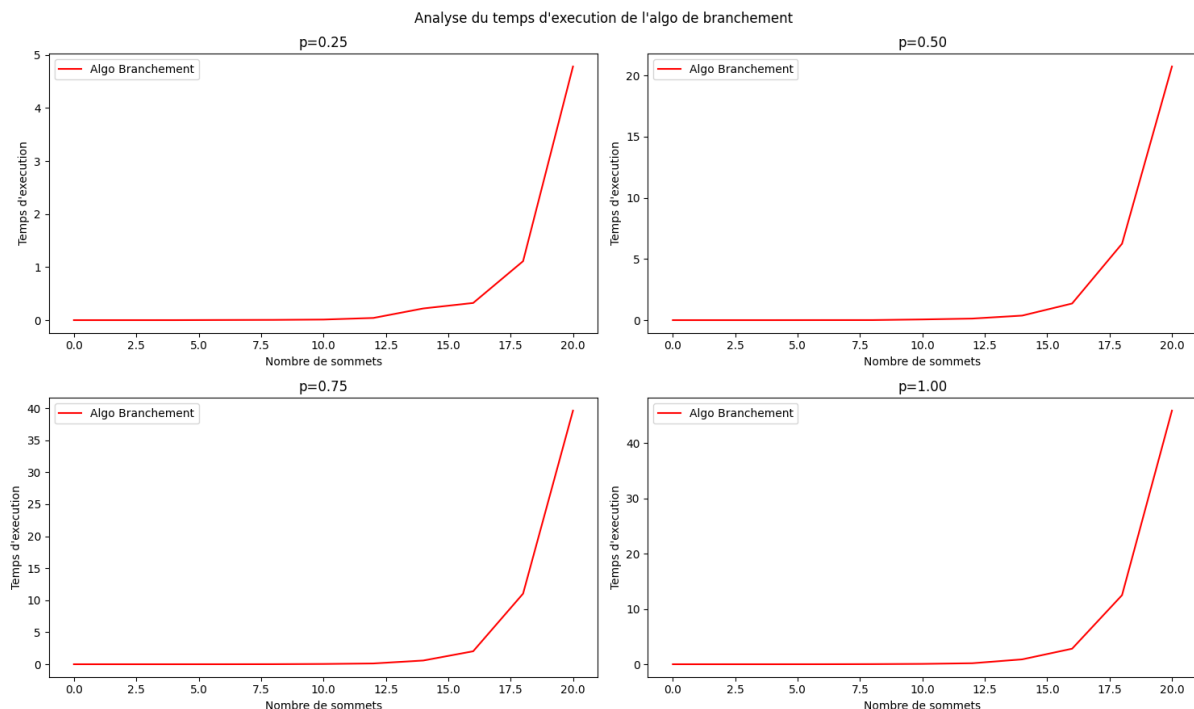 Analyse du temps d'execution de l'algo de branchement
p=0.25
Algo Branchement
Temps d'execution
5
4
3
2
1
0
0.0 2.5 5.0 7.5 10.0 12.5 15.0 17.5 20.0
Nombre de sommets
p=0.50
Algo Branchement
Temps d'execution
20
15
10
5
0
0.0 2.5 5.0 7.5 10.0 12.5 15.0 17.5 20.0
Nombre de sommets
p=0.75
Algo Branchement
Temps d'execution
40
35
30
25
20
15
10
5
0
0.0 2.5 5.0 7.5 10.0 12.5 15.0 17.5 20.0
Nombre de sommets
p=1.00
Algo Branchement
Temps d'execution
40
30
20
10
0
0.0 2.5 5.0 7.5 10.0 12.5 15.0 17.5 20.0
Nombre de sommets